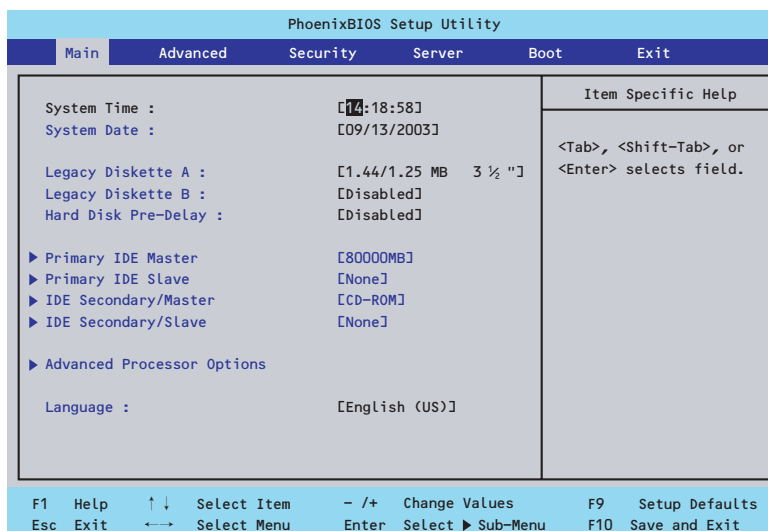 PhoenixBIOS Setup Utility
Main Advanced Security Server Boot Exit
Item Specific Help
System Time : [14:18:58]
System Date : [09/13/2003]
<Tab>, <Shift-Tab>, or
<Enter> selects field.
Legacy Diskette A : [1.44/1.25 MB 3 ½ "]
Legacy Diskette B : [Disabled]
Hard Disk Pre-Delay : [Disabled]
▶ Primary IDE Master [80000MB]
▶ Primary IDE Slave [None]
▶ IDE Secondary/Master [CD-ROM]
▶ IDE Secondary/Slave [None]
▶ Advanced Processor Options
Language : [English (US)]
F1 Help ↑↓ Select Item - /+ Change Values F9 Setup Defaults
Esc Exit ←→ Select Menu Enter Select ▶ Sub-Menu F10 Save and Exit